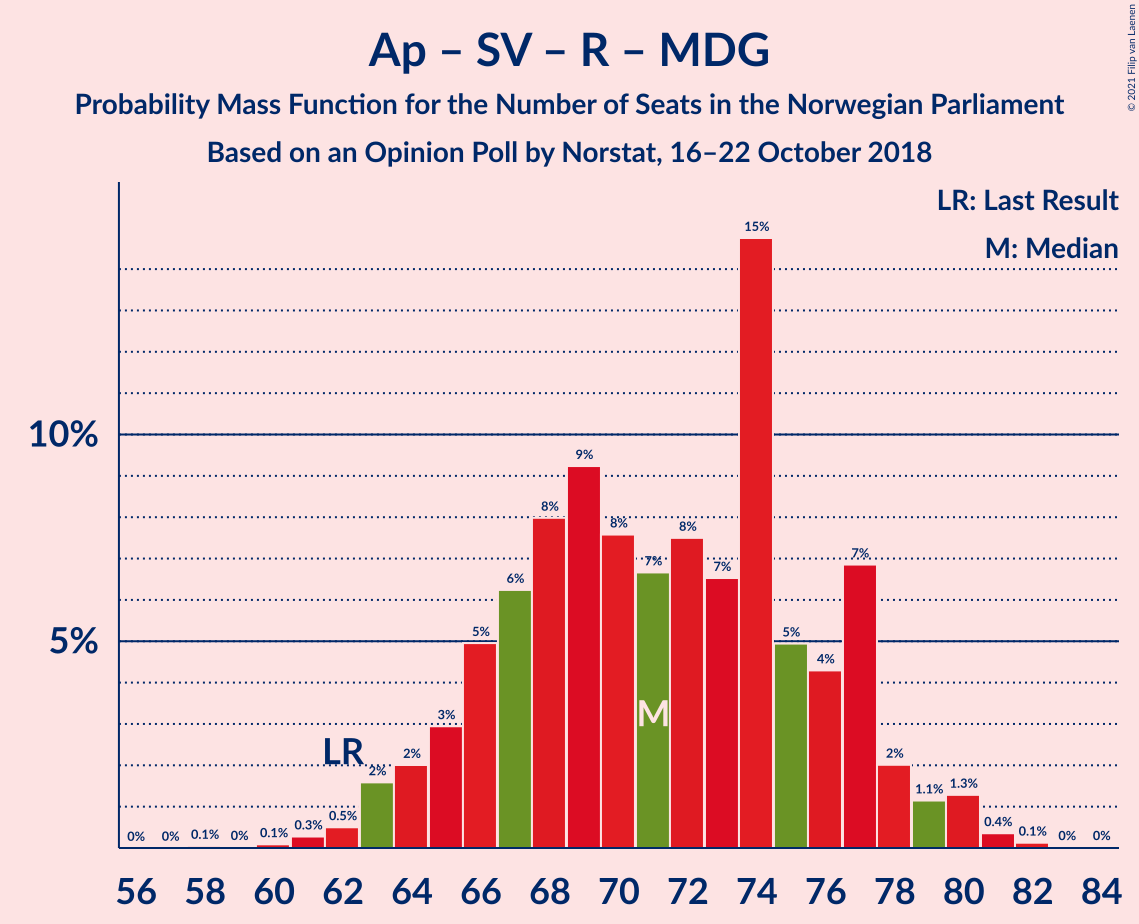 Ap – SV – R – MDG
Probability Mass Function for the Number of Seats in the Norwegian Parliament
Based on an Opinion Poll by Norstat, 16–22 October 2018
© 2021 Filip van Laenen
LR: Last Result
M: Median
10%
5%
0% 0% 0.1% 0% 0.1% 0.3% 0.5% 2% 2% 3% 5% 6% 8% 9% 8% 7% 8% 7% 15% 5% 4% 7% 2% 1.1% 1.3% 0.4% 0.1% 0% 0%
LR
M
56 58 60 62 64 66 68 70 72 74 76 78 80 82 84